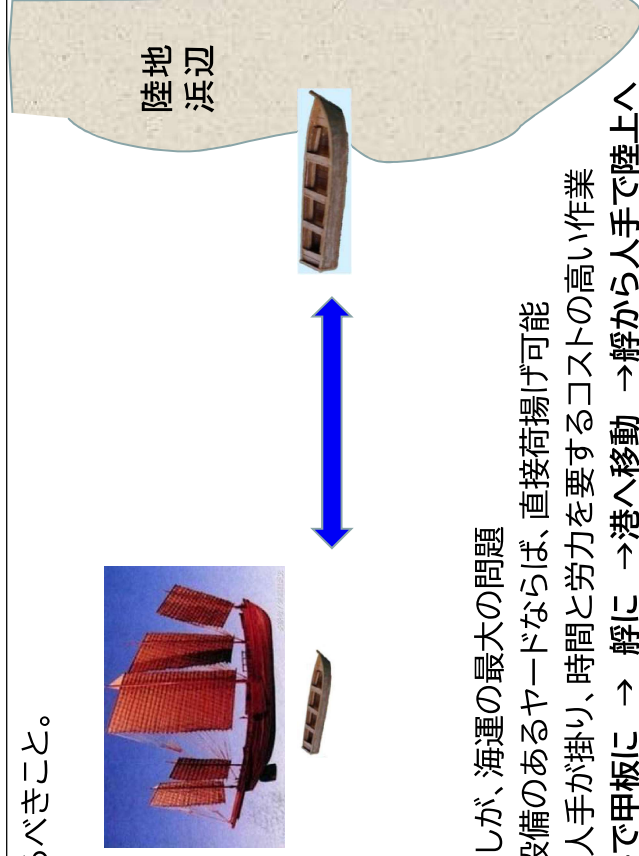 るべきこと。
陸地
浜辺
しが、海運の最大の問題
設備のあるヤードならば、直接荷揚げ可能
人手が掛り、時間と労力を要するコストの高い作業
で甲板に → 艀に →港へ移動 →艀から人手で陸上へ